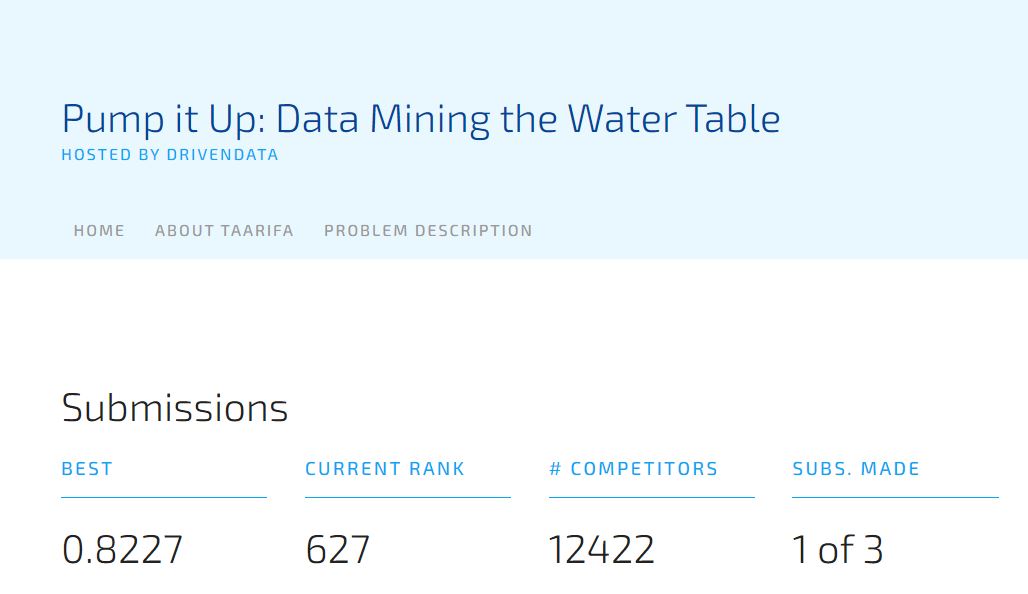 Pump it Up: Data Mining the Water Table
HOSTED BY DRIVENDATA
HOME ABOUT TAARIFA PROBLEM DESCRIPTION
Submissions
BEST CURRENT RANK # COMPETITORS SUBS. MADE
0.8227 627 12422 1 of 3